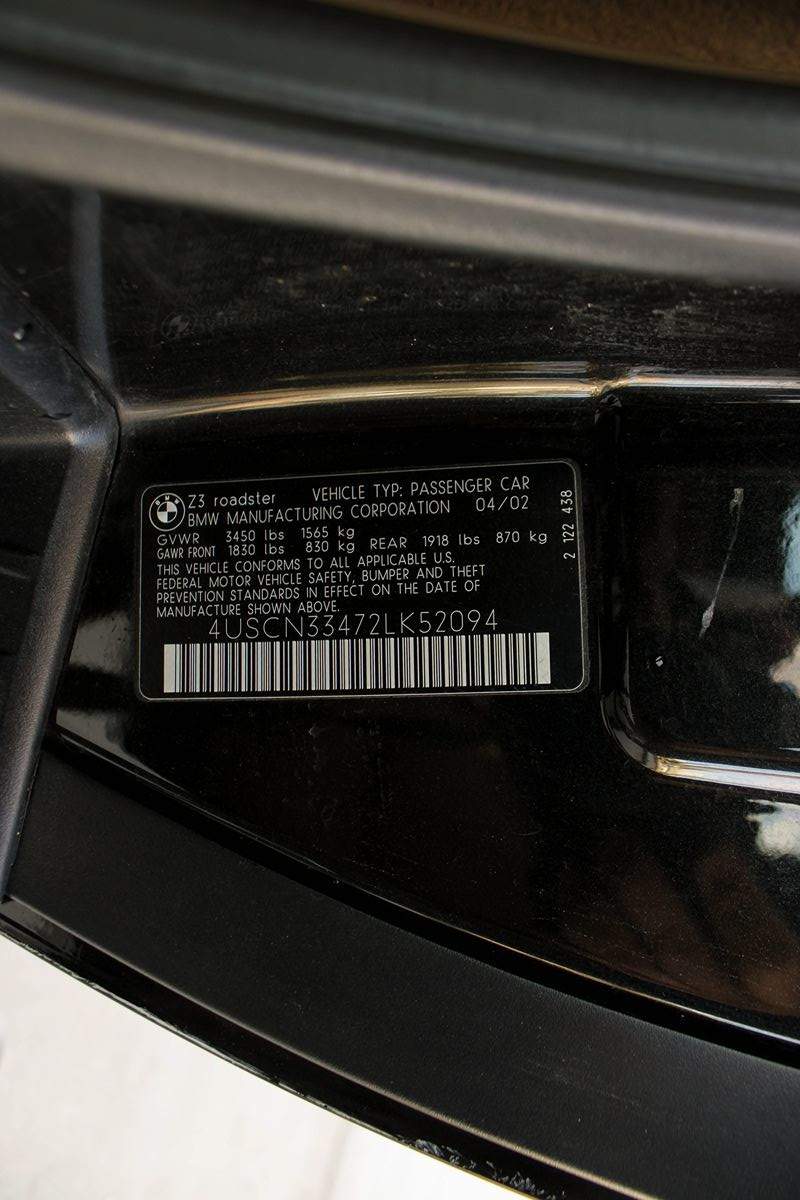 BMW
Z3 roadster VEHICLE TYP: PASSENGER CAR
BMW MANUFACTURING CORPORATION 04/02
GVWR 3450 lbs 1565 kg
GAWR FRONT 1830 lbs 830 kg REAR 1918 lbs 870 kg
THIS VEHICLE CONFORMS TO ALL APPLICABLE U.S.
FEDERAL MOTOR VEHICLE SAFETY, BUMPER AND THEFT
PREVENTION STANDARDS IN EFFECT ON THE DATE OF
MANUFACTURE SHOWN ABOVE.
4USCN33472LK52094
2 122 438